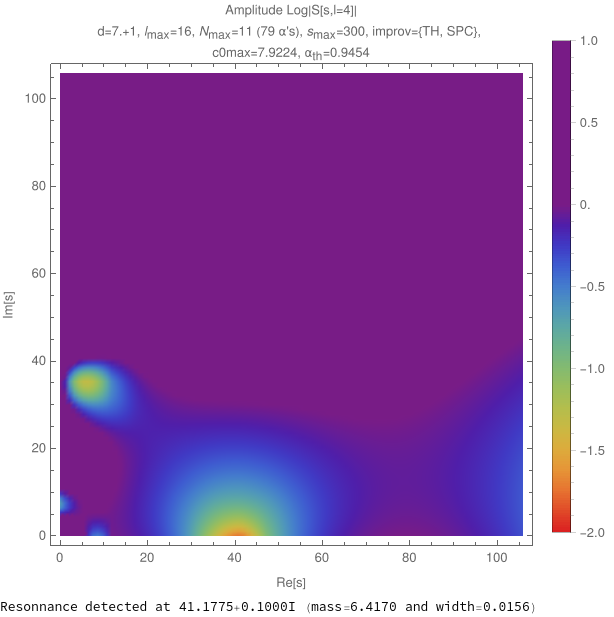 Amplitude Log|S[s,l=4]|
d=7.+1, lmax=16, Nmax=11 (79 α's), smax=300, improv={TH, SPC},
c0max=7.9224, αth=0.9454
1.0
0.5
0.
−0.5
−1.0
−1.5
−2.0
100
80
60
40
20
0
Im[s]
0 20 40 60 80 100
Re[s]
Resonnance detected at 41.1775+0.1000I (mass=6.4170 and width=0.0156)